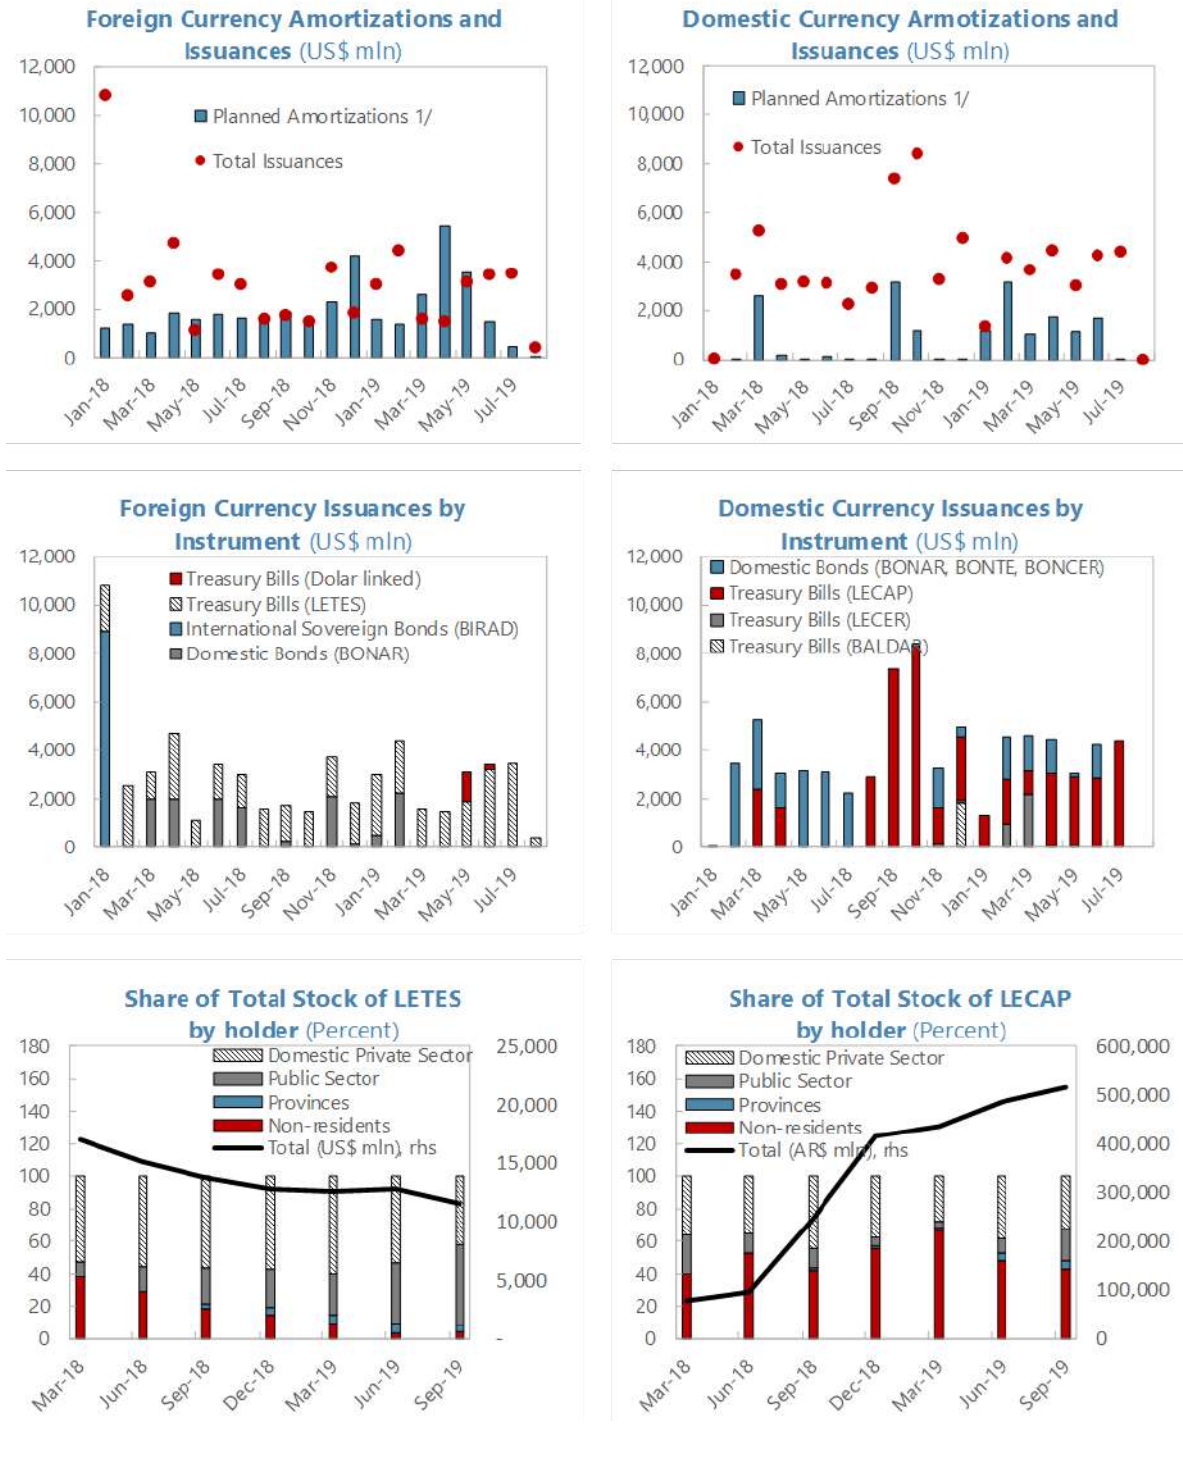 Foreign Currency Amortizations and
Issuances (US$ mln)
12,000
10,000
8,000
6,000
4,000
2,000
0
Planned Amortizations 1/
Total Issuances
Jan-18
Mar-18
May-18
Jul-18
Sep-18
Nov-18
Jan-19
Mar-19
May-19
Jul-19
Domestic Currency Armotizations and
Issuances (US$ mln)
12,000
10,000
8,000
6,000
4,000
2,000
0
Planned Amortizations 1/
Total Issuances
Jan-18
Mar-18
May-18
Jul-18
Sep-18
Nov-18
Jan-19
Mar-19
May-19
Jul-19
Foreign Currency Issuances by
Instrument (US$ mln)
12,000
10,000
8,000
6,000
4,000
2,000
0
Treasury Bills (Dolar linked)
Treasury Bills (LETES)
International Sovereign Bonds (BIRAD)
Domestic Bonds (BONAR)
Jan-18
Mar-18
May-18
Jul-18
Sep-18
Nov-18
Jan-19
Mar-19
May-19
Jul-19
Domestic Currency Issuances by
Instrument (US$ mln)
12,000
10,000
8,000
6,000
4,000
2,000
0
Domestic Bonds (BONAR, BONTE, BONCER)
Treasury Bills (LECAP)
Treasury Bills (LECER)
Treasury Bills (BALDAR)
Jan-18
Mar-18
May-18
Jul-18
Sep-18
Nov-18
Jan-19
Mar-19
May-19
Jul-19
Share of Total Stock of LETES
by holder (Percent)
180
160
140
120
100
80
60
40
20
0
Domestic Private Sector
Public Sector
Provinces
Non-residents
Total (US$ mln), rhs
25,000
20,000
15,000
10,000
5,000
-
Mar-18
Jun-18
Sep-18
Dec-18
Mar-19
Jun-19
Sep-19
Share of Total Stock of LECAP
by holder (Percent)
180
160
140
120
100
80
60
40
20
0
Domestic Private Sector
Public Sector
Provinces
Non-residents
Total (AR$ mln), rhs
600,000
500,000
400,000
300,000
200,000
100,000
0
Mar-18
Jun-18
Sep-18
Dec-18
Mar-19
Jun-19
Sep-19